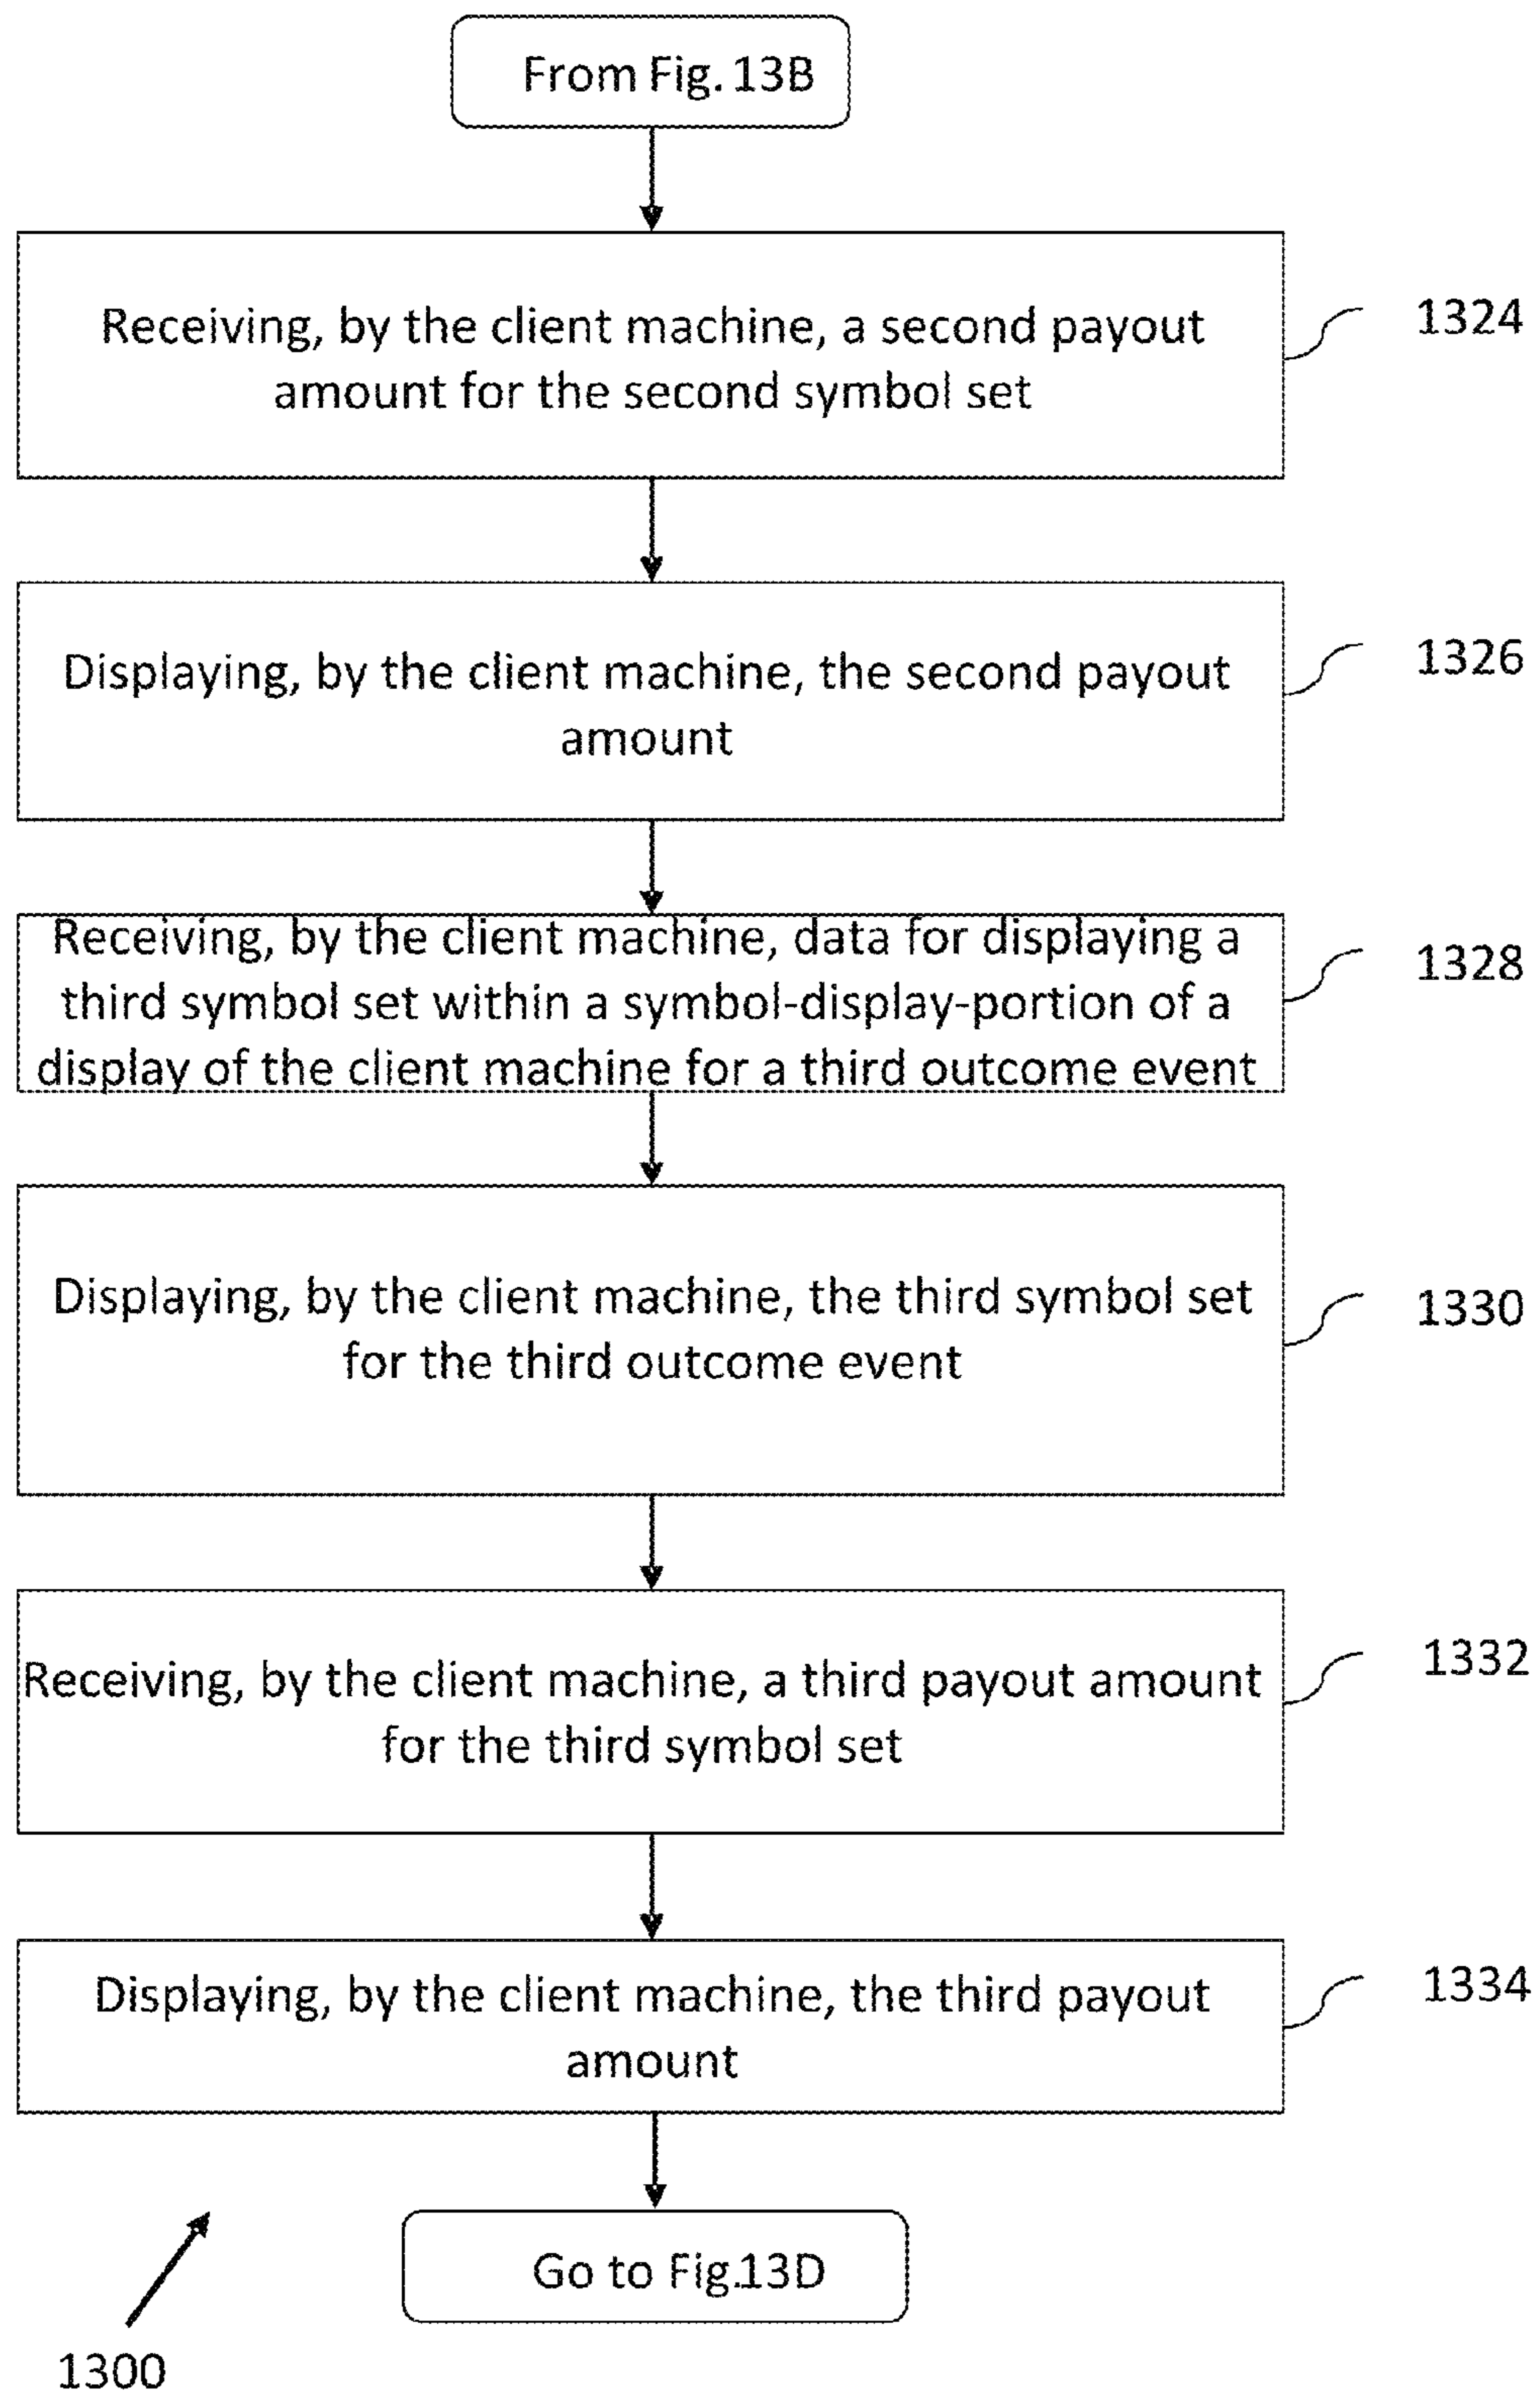 From Fig. 13B
Receiving, by the client machine, a second payout
amount for the second symbol set
1324
Displaying, by the client machine, the second payout
amount
1326
Receiving, by the client machine, data for displaying a
third symbol set within a symbol-display-portion of a
display of the client machine for a third outcome event
1328
Displaying, by the client machine, the third symbol set
for the third outcome event
1330
Receiving, by the client machine, a third payout amount
for the third symbol set
1332
Displaying, by the client machine, the third payout
amount
1334
Go to Fig.13D
1300